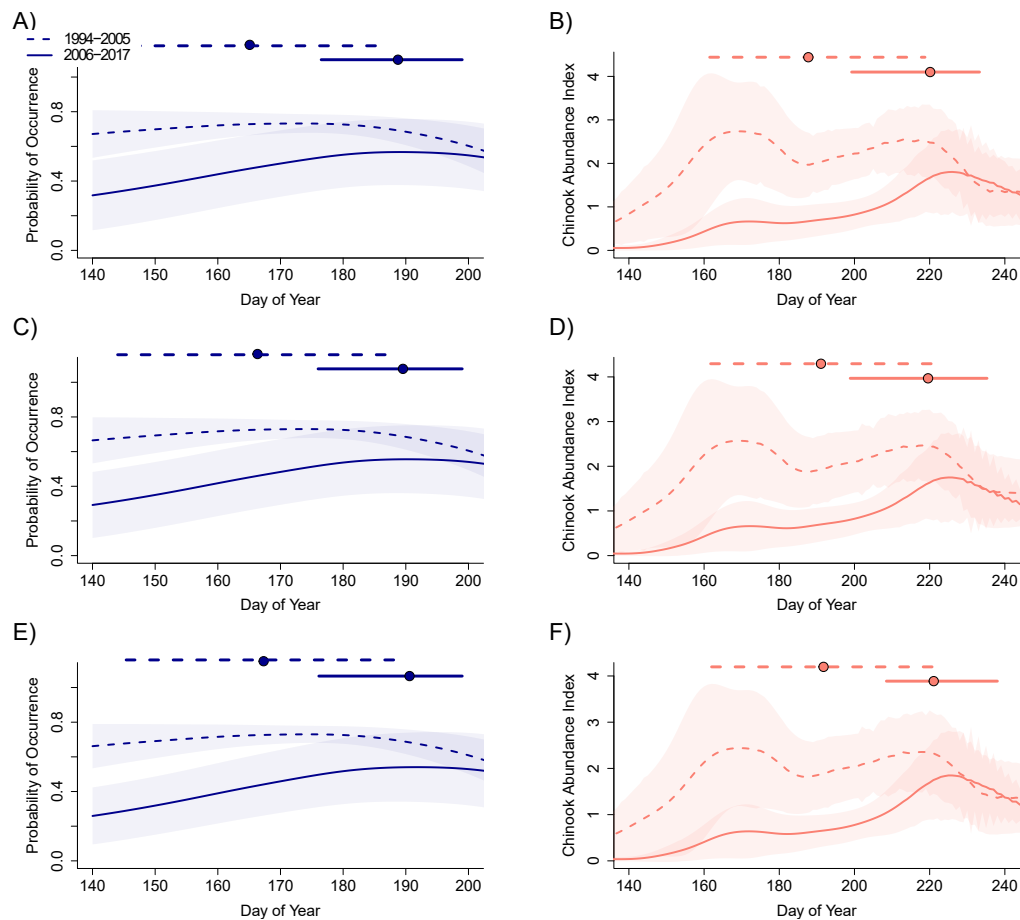 A)
1994−2005
2006−2017
Probability of Occurrence
0.0 0.4 0.8
140 150 160 170 180 190 200
Day of Year
B)
Chinook Abundance Index
0 1 2 3 4
140 160 180 200 220 240
Day of Year
C)
Probability of Occurrence
0.0 0.4 0.8
140 150 160 170 180 190 200
Day of Year
D)
Chinook Abundance Index
0 1 2 3 4
140 160 180 200 220 240
Day of Year
E)
Probability of Occurrence
0.0 0.4 0.8
140 150 160 170 180 190 200
Day of Year
F)
Chinook Abundance Index
0 1 2 3 4
140 160 180 200 220 240
Day of Year